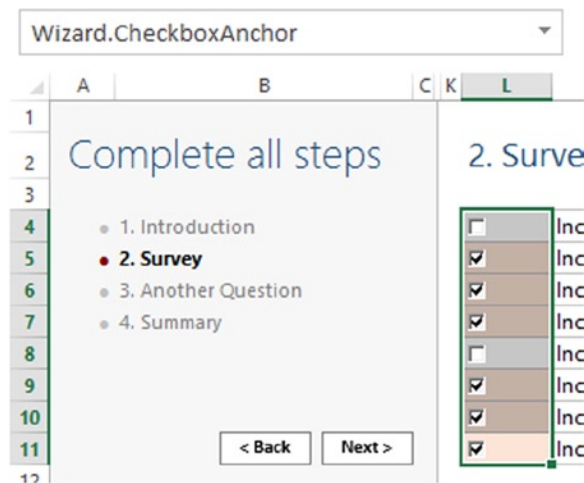 Wizard.CheckboxAnchor
A B C K L
1
2 Complete all steps 2. Surve
3
4 1. Introduction Inc
5 2. Survey Inc
6 3. Another Question Inc
7 4. Summary Inc
8 Inc
9 Inc
10 Inc
11 < Back Next > Inc
12